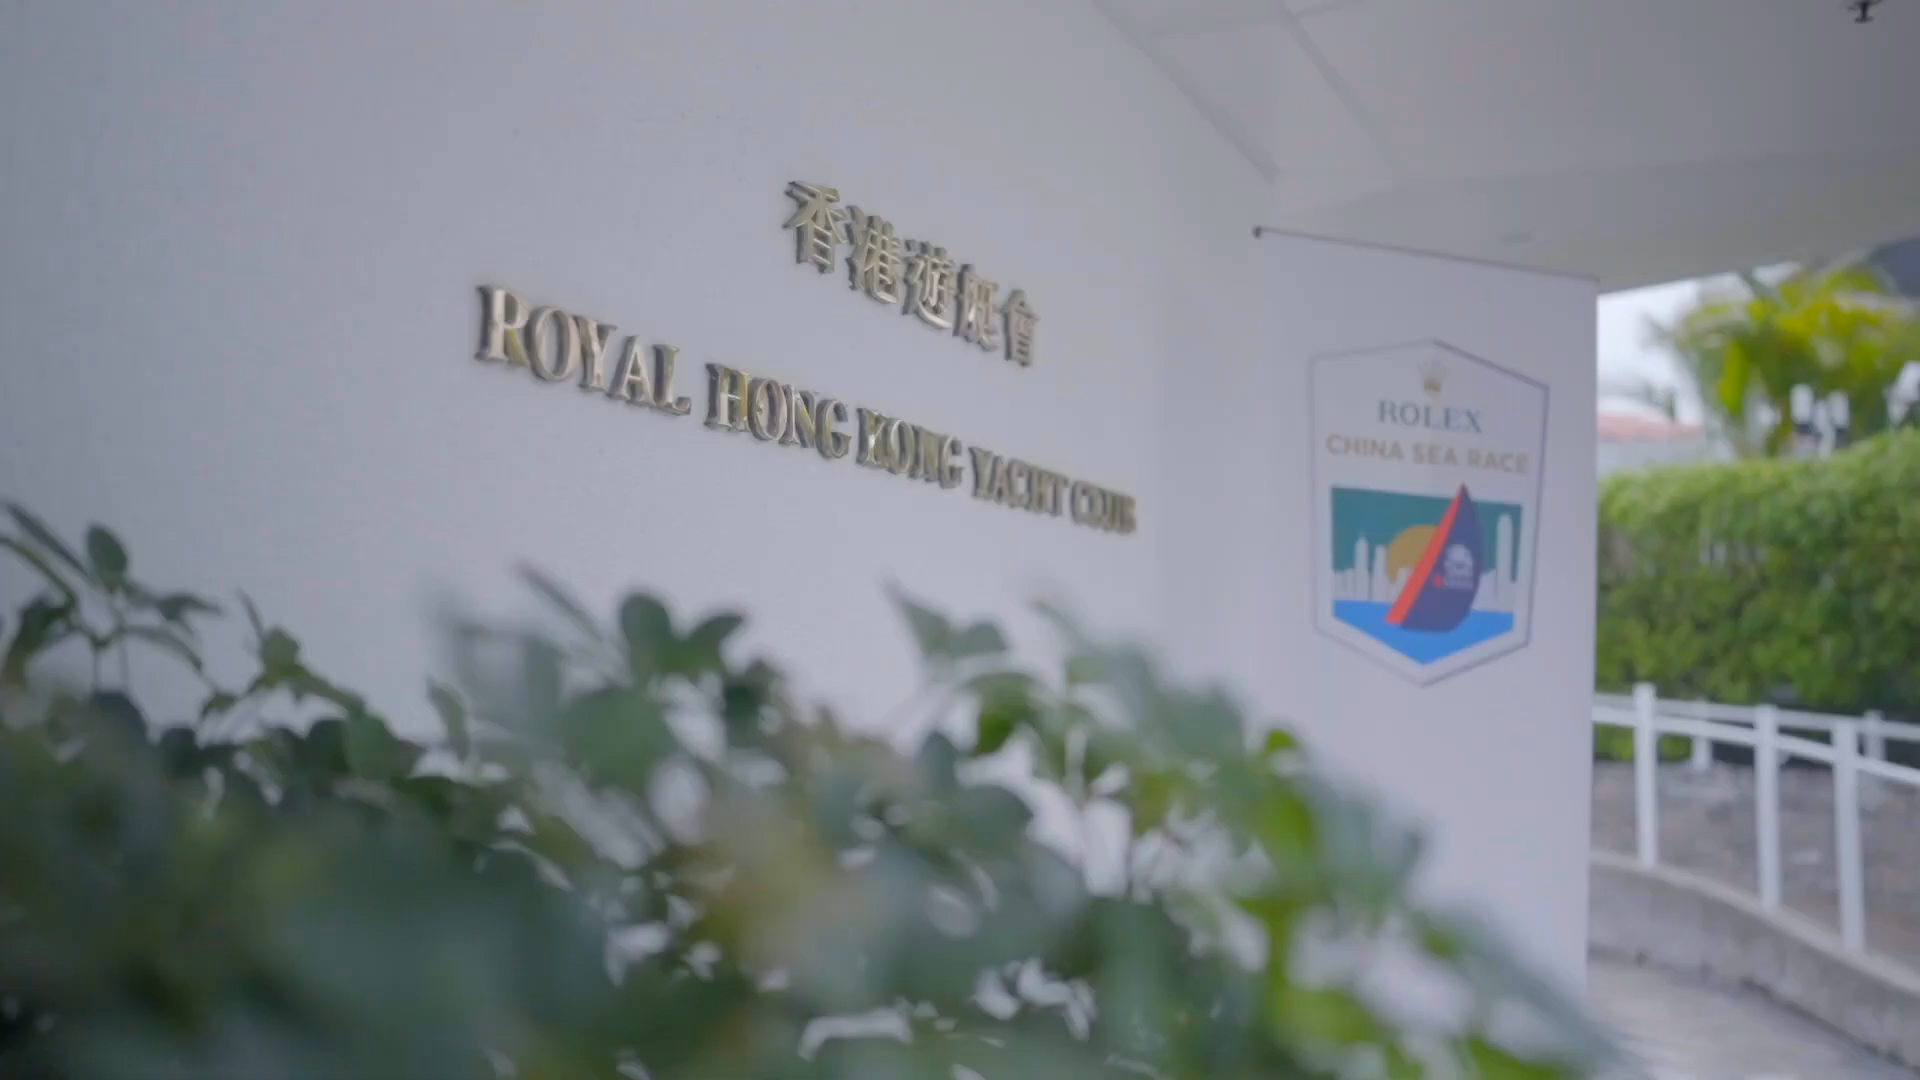 香港遊艇會
ROYAL HONG KONG YACHT CLUB
ROLEX
CHINA SEA RACE